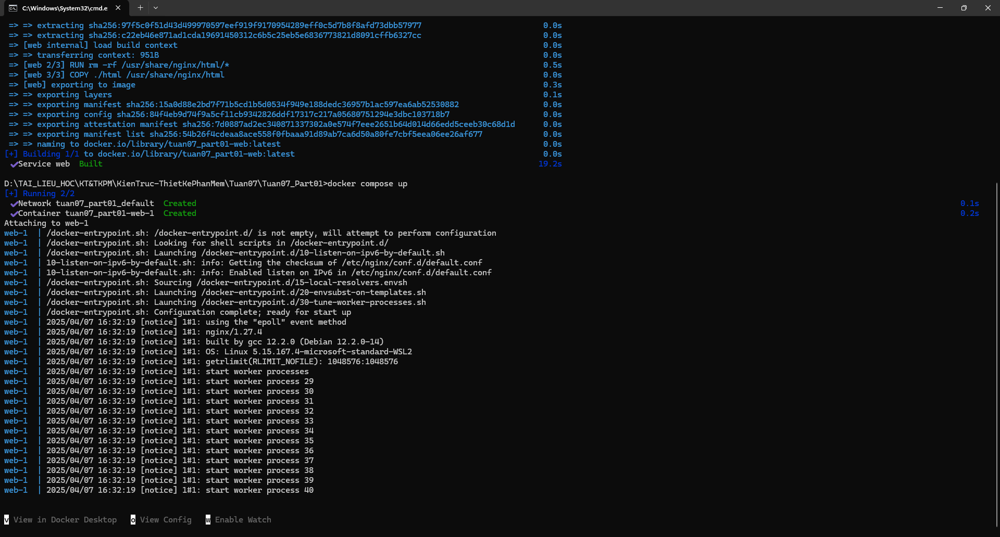 C:\Windows\System32\cmd.e
=> => extracting sha256:97f5c0f51d43d499970597eef919f9170954289eff0c5d7b8f8afd73dbb57977 0.0s
=> => extracting sha256:c22eb46e871ad1cda19691450312c6b5c25eb5e6836773821d8091cffb6327cc 0.0s
=> [web internal] load build context 0.0s
=> => transferring context: 951B 0.0s
=> [web 2/3] RUN rm -rf /usr/share/nginx/html/* 0.5s
=> [web 3/3] COPY ./html /usr/share/nginx/html 0.0s
=> [web] exporting to image 0.3s
=> => exporting layers 0.1s
=> => exporting manifest sha256:15a0d88e2bd7f71b5cd1b5d0534f949e188dedc36957b1ac597ea6ab52530882 0.0s
=> => exporting config sha256:84f4eb9d74f9a5cf11cb9342826ddf17317c217a05680751294e3dbc103718b7 0.0s
=> => exporting attestation manifest sha256:7d0887ad2ec340871337302a0e574f7eee2651b64d014d66edd5ceeb30c68d1d 0.0s
=> => exporting manifest list sha256:54b26f4cdeaa8ace558f0fbaaa91d89ab7ca6d50a80fe7cbf5eea06ee26af677 0.0s
=> => naming to docker.io/library/tuan07_part01-web:latest 0.0s
[+] Building 1/1 to docker.io/library/tuan07_part01-web:latest 0.0s
✔Service web  Built 19.2s
D:\TAI_LIEU_HOC\KT&TKPM\KienTruc-ThietKePhanMem\Tuan07\Tuan07_Part01>docker compose up
[+] Running 2/2
✔Network tuan07_part01_default  Created 0.1s
✔Container tuan07_part01-web-1  Created 0.2s
Attaching to web-1
web-1  | /docker-entrypoint.sh: /docker-entrypoint.d/ is not empty, will attempt to perform configuration
web-1  | /docker-entrypoint.sh: Looking for shell scripts in /docker-entrypoint.d/
web-1  | /docker-entrypoint.sh: Launching /docker-entrypoint.d/10-listen-on-ipv6-by-default.sh
web-1  | 10-listen-on-ipv6-by-default.sh: info: Getting the checksum of /etc/nginx/conf.d/default.conf
web-1  | 10-listen-on-ipv6-by-default.sh: info: Enabled listen on IPv6 in /etc/nginx/conf.d/default.conf
web-1  | /docker-entrypoint.sh: Sourcing /docker-entrypoint.d/15-local-resolvers.envsh
web-1  | /docker-entrypoint.sh: Launching /docker-entrypoint.d/20-envsubst-on-templates.sh
web-1  | /docker-entrypoint.sh: Launching /docker-entrypoint.d/30-tune-worker-processes.sh
web-1  | /docker-entrypoint.sh: Configuration complete; ready for start up
web-1  | 2025/04/07 16:32:19 [notice] 1#1: using the "epoll" event method
web-1  | 2025/04/07 16:32:19 [notice] 1#1: nginx/1.27.4
web-1  | 2025/04/07 16:32:19 [notice] 1#1: built by gcc 12.2.0 (Debian 12.2.0-14)
web-1  | 2025/04/07 16:32:19 [notice] 1#1: OS: Linux 5.15.167.4-microsoft-standard-WSL2
web-1  | 2025/04/07 16:32:19 [notice] 1#1: getrlimit(RLIMIT_NOFILE): 1048576:1048576
web-1  | 2025/04/07 16:32:19 [notice] 1#1: start worker processes
web-1  | 2025/04/07 16:32:19 [notice] 1#1: start worker process 29
web-1  | 2025/04/07 16:32:19 [notice] 1#1: start worker process 30
web-1  | 2025/04/07 16:32:19 [notice] 1#1: start worker process 31
web-1  | 2025/04/07 16:32:19 [notice] 1#1: start worker process 32
web-1  | 2025/04/07 16:32:19 [notice] 1#1: start worker process 33
web-1  | 2025/04/07 16:32:19 [notice] 1#1: start worker process 34
web-1  | 2025/04/07 16:32:19 [notice] 1#1: start worker process 35
web-1  | 2025/04/07 16:32:19 [notice] 1#1: start worker process 36
web-1  | 2025/04/07 16:32:19 [notice] 1#1: start worker process 37
web-1  | 2025/04/07 16:32:19 [notice] 1#1: start worker process 38
web-1  | 2025/04/07 16:32:19 [notice] 1#1: start worker process 39
web-1  | 2025/04/07 16:32:19 [notice] 1#1: start worker process 40
v View in Docker Desktop   o View Config   w Enable Watch